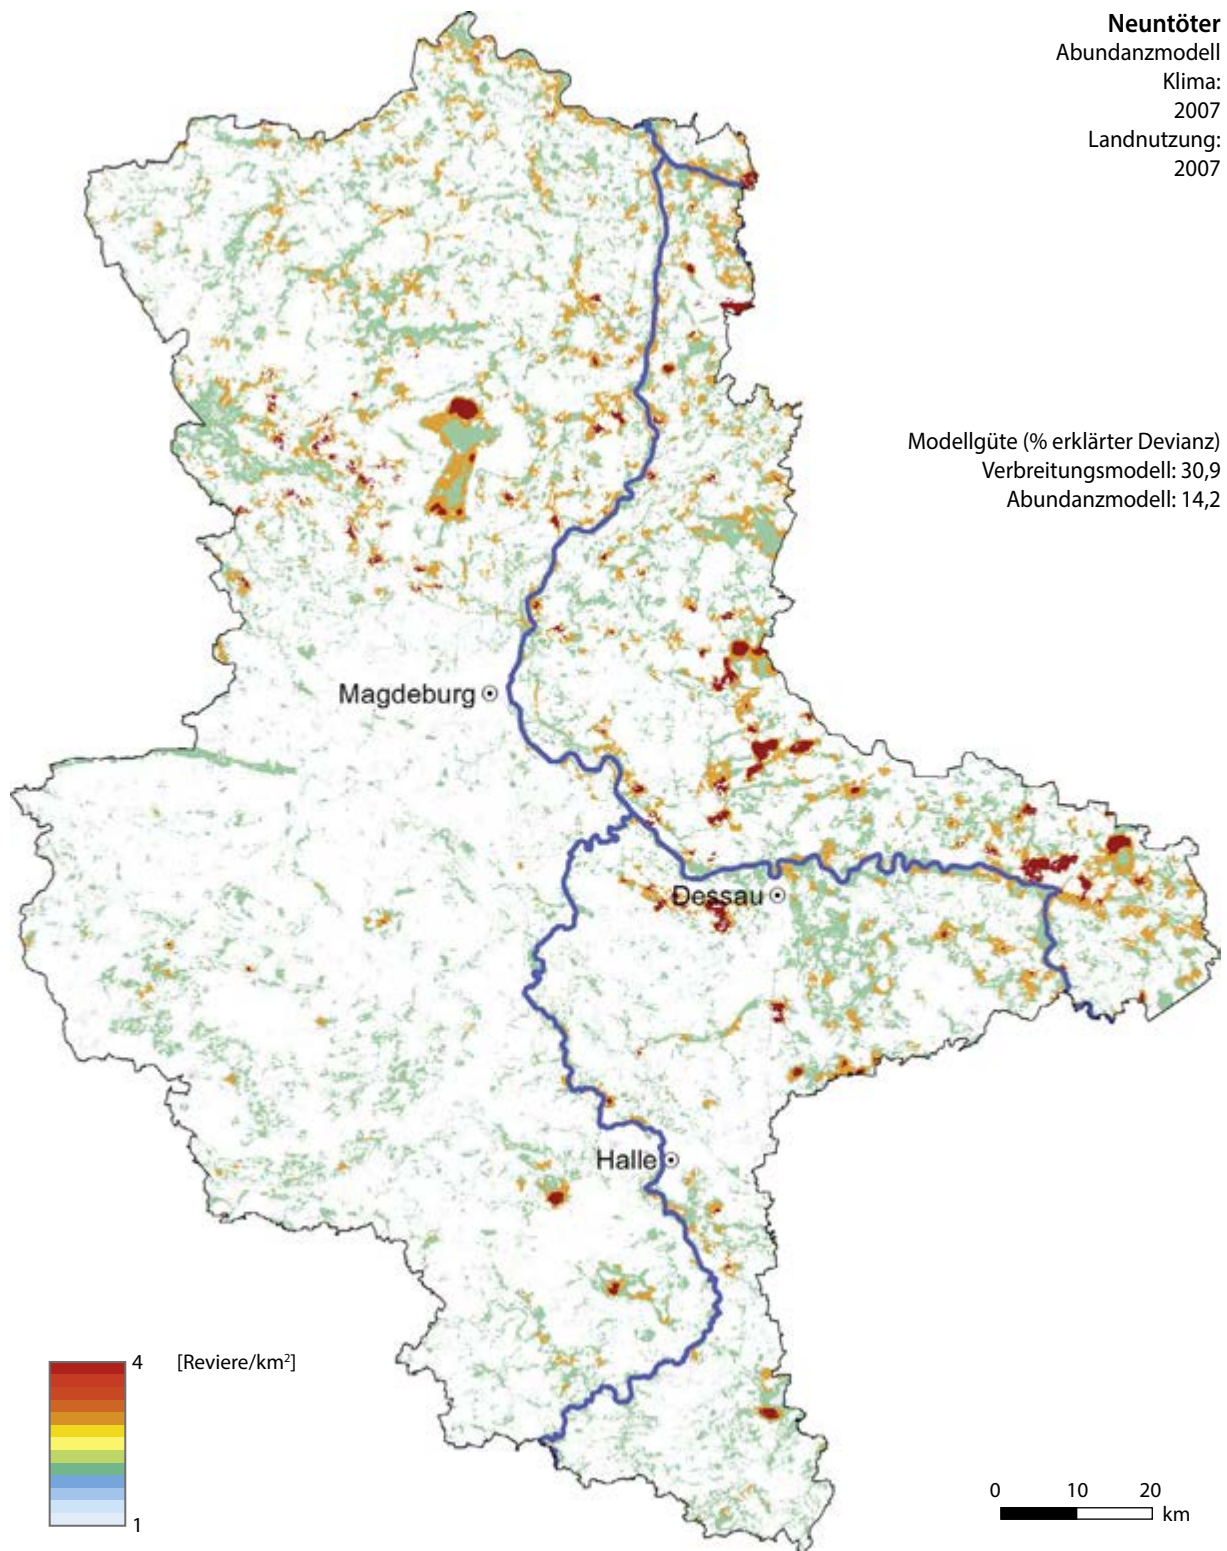 Neuntöter
Abundanzmodell
Klima:
2007
Landnutzung:
2007
Modellgüte (% erklärter Devianz)
Verbreitungsmodell: 30,9
Abundanzmodell: 14,2
Magdeburg
Dessau
Halle
4 [Reviere/km²]
1
0 10 20
km